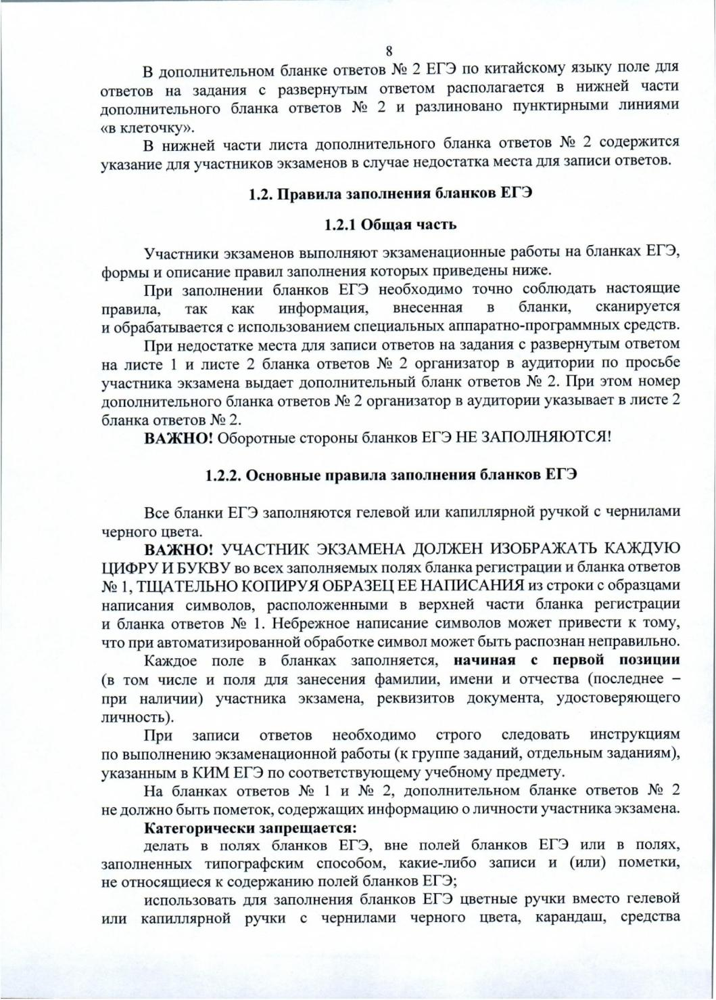 8
В дополнительном бланке ответов № 2 ЕГЭ по китайскому языку поле для
ответов на задания с развернутым ответом располагается в нижней части
дополнительного бланка ответов № 2 и разлиновано пунктирными линиями
«в клеточку».
В нижней части листа дополнительного бланка ответов № 2 содержится
указание для участников экзаменов в случае недостатка места для записи ответов.
1.2. Правила заполнения бланков ЕГЭ
1.2.1 Общая часть
Участники экзаменов выполняют экзаменационные работы на бланках ЕГЭ,
формы и описание правил заполнения которых приведены ниже.
При заполнении бланков ЕГЭ необходимо точно соблюдать настоящие
правила, так как информация, внесенная в бланки, сканируется
и обрабатывается с использованием специальных аппаратно-программных средств.
При недостатке места для записи ответов на задания с развернутым ответом
на листе 1 и листе 2 бланка ответов № 2 организатор в аудитории по просьбе
участника экзамена выдает дополнительный бланк ответов № 2. При этом номер
дополнительного бланка ответов № 2 организатор в аудитории указывает в листе 2
бланка ответов № 2.
ВАЖНО! Оборотные стороны бланков ЕГЭ НЕ ЗАПОЛНЯЮТСЯ!
1.2.2. Основные правила заполнения бланков ЕГЭ
Все бланки ЕГЭ заполняются гелевой или капиллярной ручкой с чернилами
черного цвета.
ВАЖНО! УЧАСТНИК ЭКЗАМЕНА ДОЛЖЕН ИЗОБРАЖАТЬ КАЖДУЮ
ЦИФРУ И БУКВУ во всех заполняемых полях бланка регистрации и бланка ответов
№ 1, ТЩАТЕЛЬНО КОПИРУЯ ОБРАЗЕЦ ЕЕ НАПИСАНИЯ из строки с образцами
написания символов, расположенными в верхней части бланка регистрации
и бланка ответов № 1. Небрежное написание символов может привести к тому,
что при автоматизированной обработке символ может быть распознан неправильно.
Каждое поле в бланках заполняется, начиная с первой позиции
(в том числе и поля для занесения фамилии, имени и отчества (последнее –
при наличии) участника экзамена, реквизитов документа, удостоверяющего
личность).
При записи ответов необходимо строго следовать инструкциям
по выполнению экзаменационной работы (к группе заданий, отдельным заданиям),
указанным в КИМ ЕГЭ по соответствующему учебному предмету.
На бланках ответов № 1 и № 2, дополнительном бланке ответов № 2
не должно быть пометок, содержащих информацию о личности участника экзамена.
Категорически запрещается:
делать в полях бланков ЕГЭ, вне полей бланков ЕГЭ или в полях,
заполненных типографским способом, какие-либо записи и (или) пометки,
не относящиеся к содержанию полей бланков ЕГЭ;
использовать для заполнения бланков ЕГЭ цветные ручки вместо гелевой
или капиллярной ручки с чернилами черного цвета, карандаш, средства